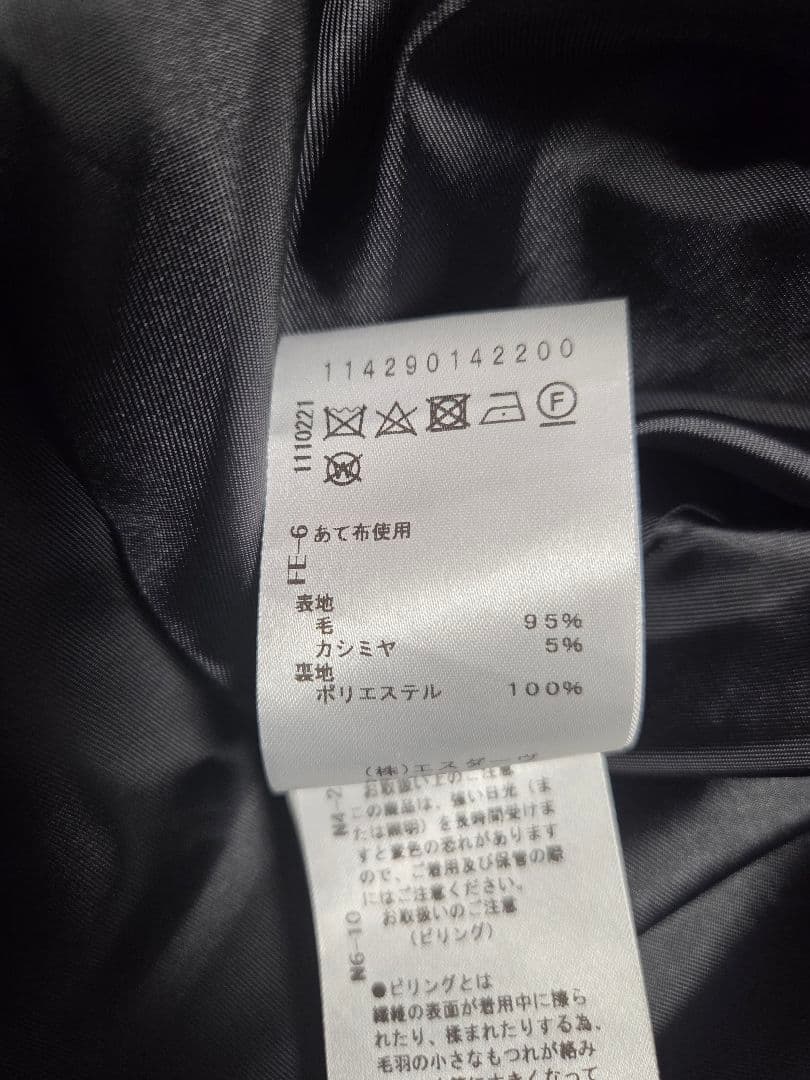 114290142200
1110221
F
W
FE-6
あて布使用
表地
毛 95%
カシミヤ 5%
裏地
ポリエステル 100%
(株)エスダーヴ
N4-2
お取扱い上のご注意
この製品は、強い日光(ま
たは照明)を長時間受けま
すと変色の恐れがあります
ので、ご着用及び保管の際
にはご注意ください。
N6-10
お取扱いのご注意
(ピリング)
●ピリングとは
繊維の表面が着用中に擦ら
れたり、揉まれたりする為、
毛羽の小さなもつれが絡み